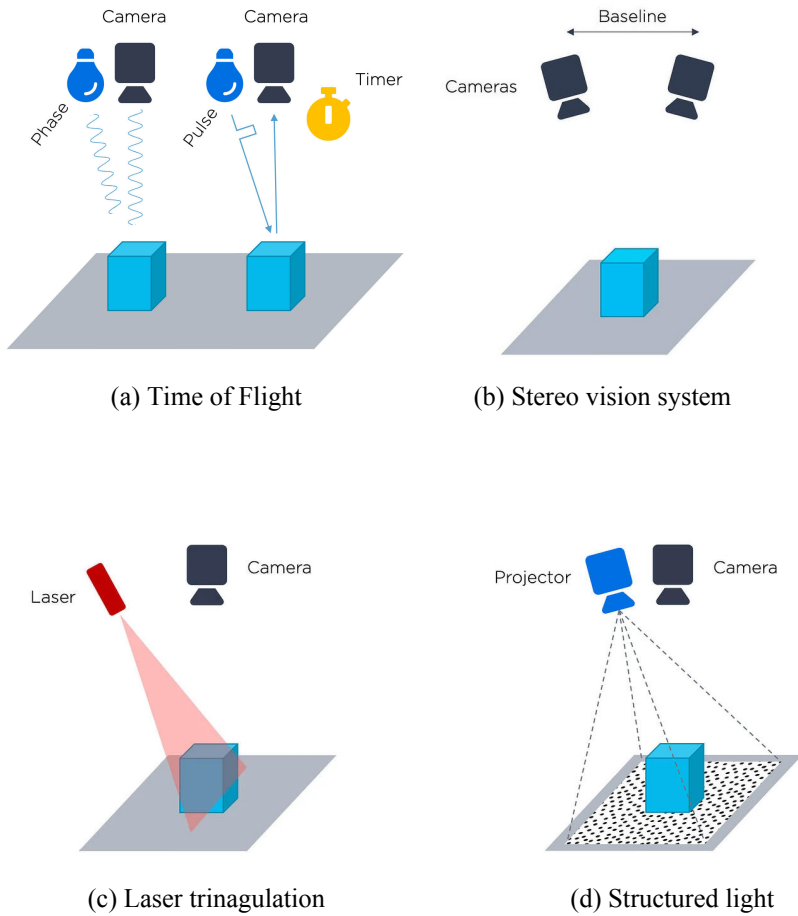 Camera
Camera
Timer
Phase
Pulse
Baseline
Cameras
(a) Time of Flight
(b) Stereo vision system
Laser
Camera
Projector
Camera
(c) Laser trinagulation
(d) Structured light